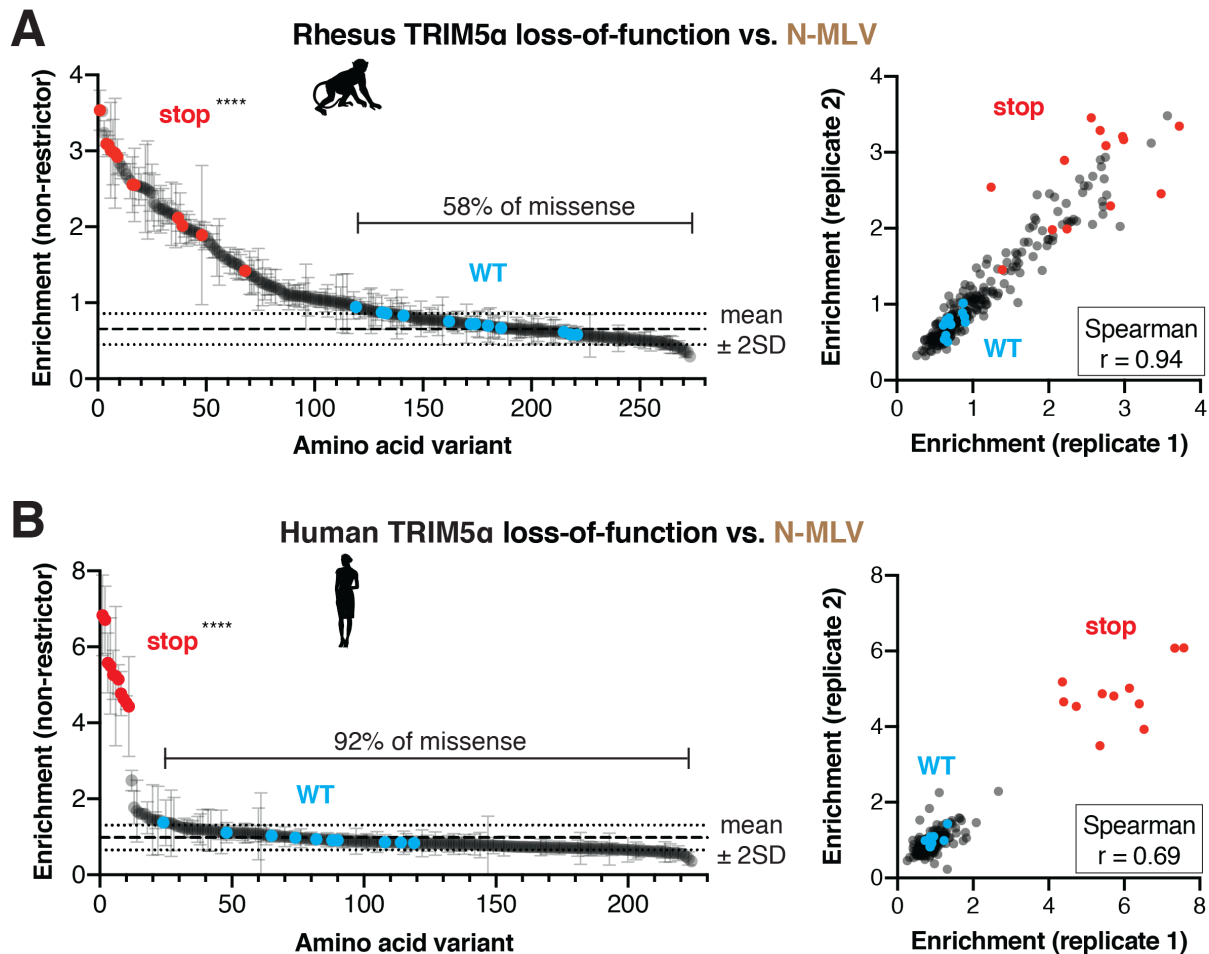 A
Rhesus TRIM5α loss-of-function vs. N-MLV
Enrichment (non-restrictor)
4
3
2
1
0
stop ****
58% of missense
WT
mean
± 2SD
0 50 100 150 200 250
Amino acid variant
Enrichment (replicate 2)
4
3
2
1
0
stop
WT
Spearman
r = 0.94
0 1 2 3 4
Enrichment (replicate 1)
B
Human TRIM5α loss-of-function vs. N-MLV
Enrichment (non-restrictor)
8
6
4
2
0
stop ****
92% of missense
WT
mean
± 2SD
0 50 100 150 200
Amino acid variant
Enrichment (replicate 2)
8
6
4
2
0
stop
WT
Spearman
r = 0.69
0 2 4 6 8
Enrichment (replicate 1)